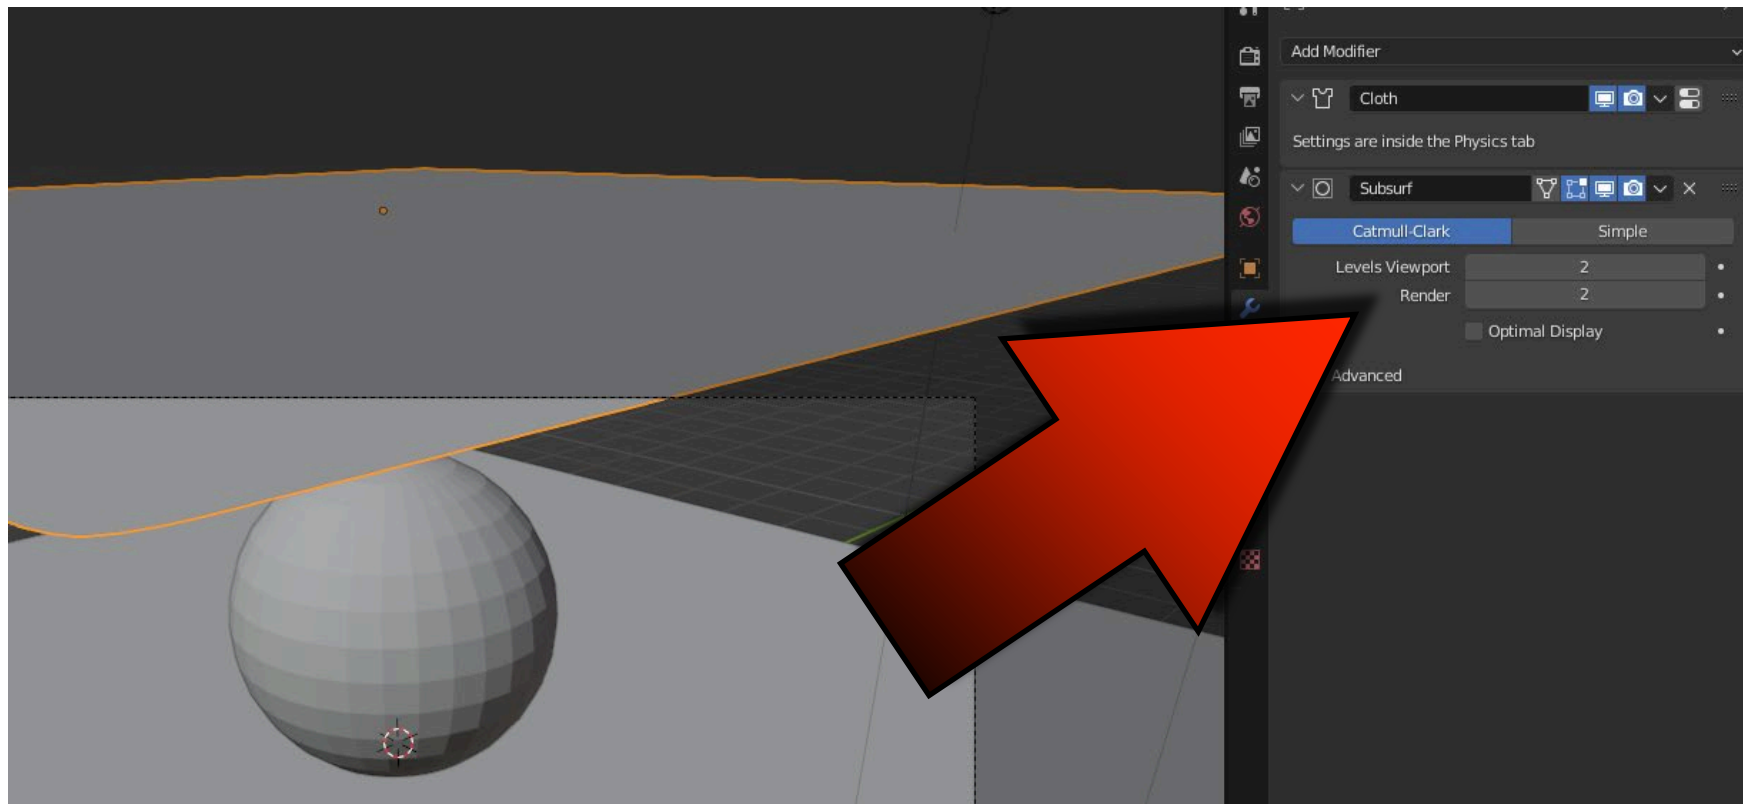 Add Modifier
Cloth
Settings are inside the Physics tab
Subsurf
Catmull-Clark Simple
Levels Viewport 2
Render 2
Optimal Display
Advanced